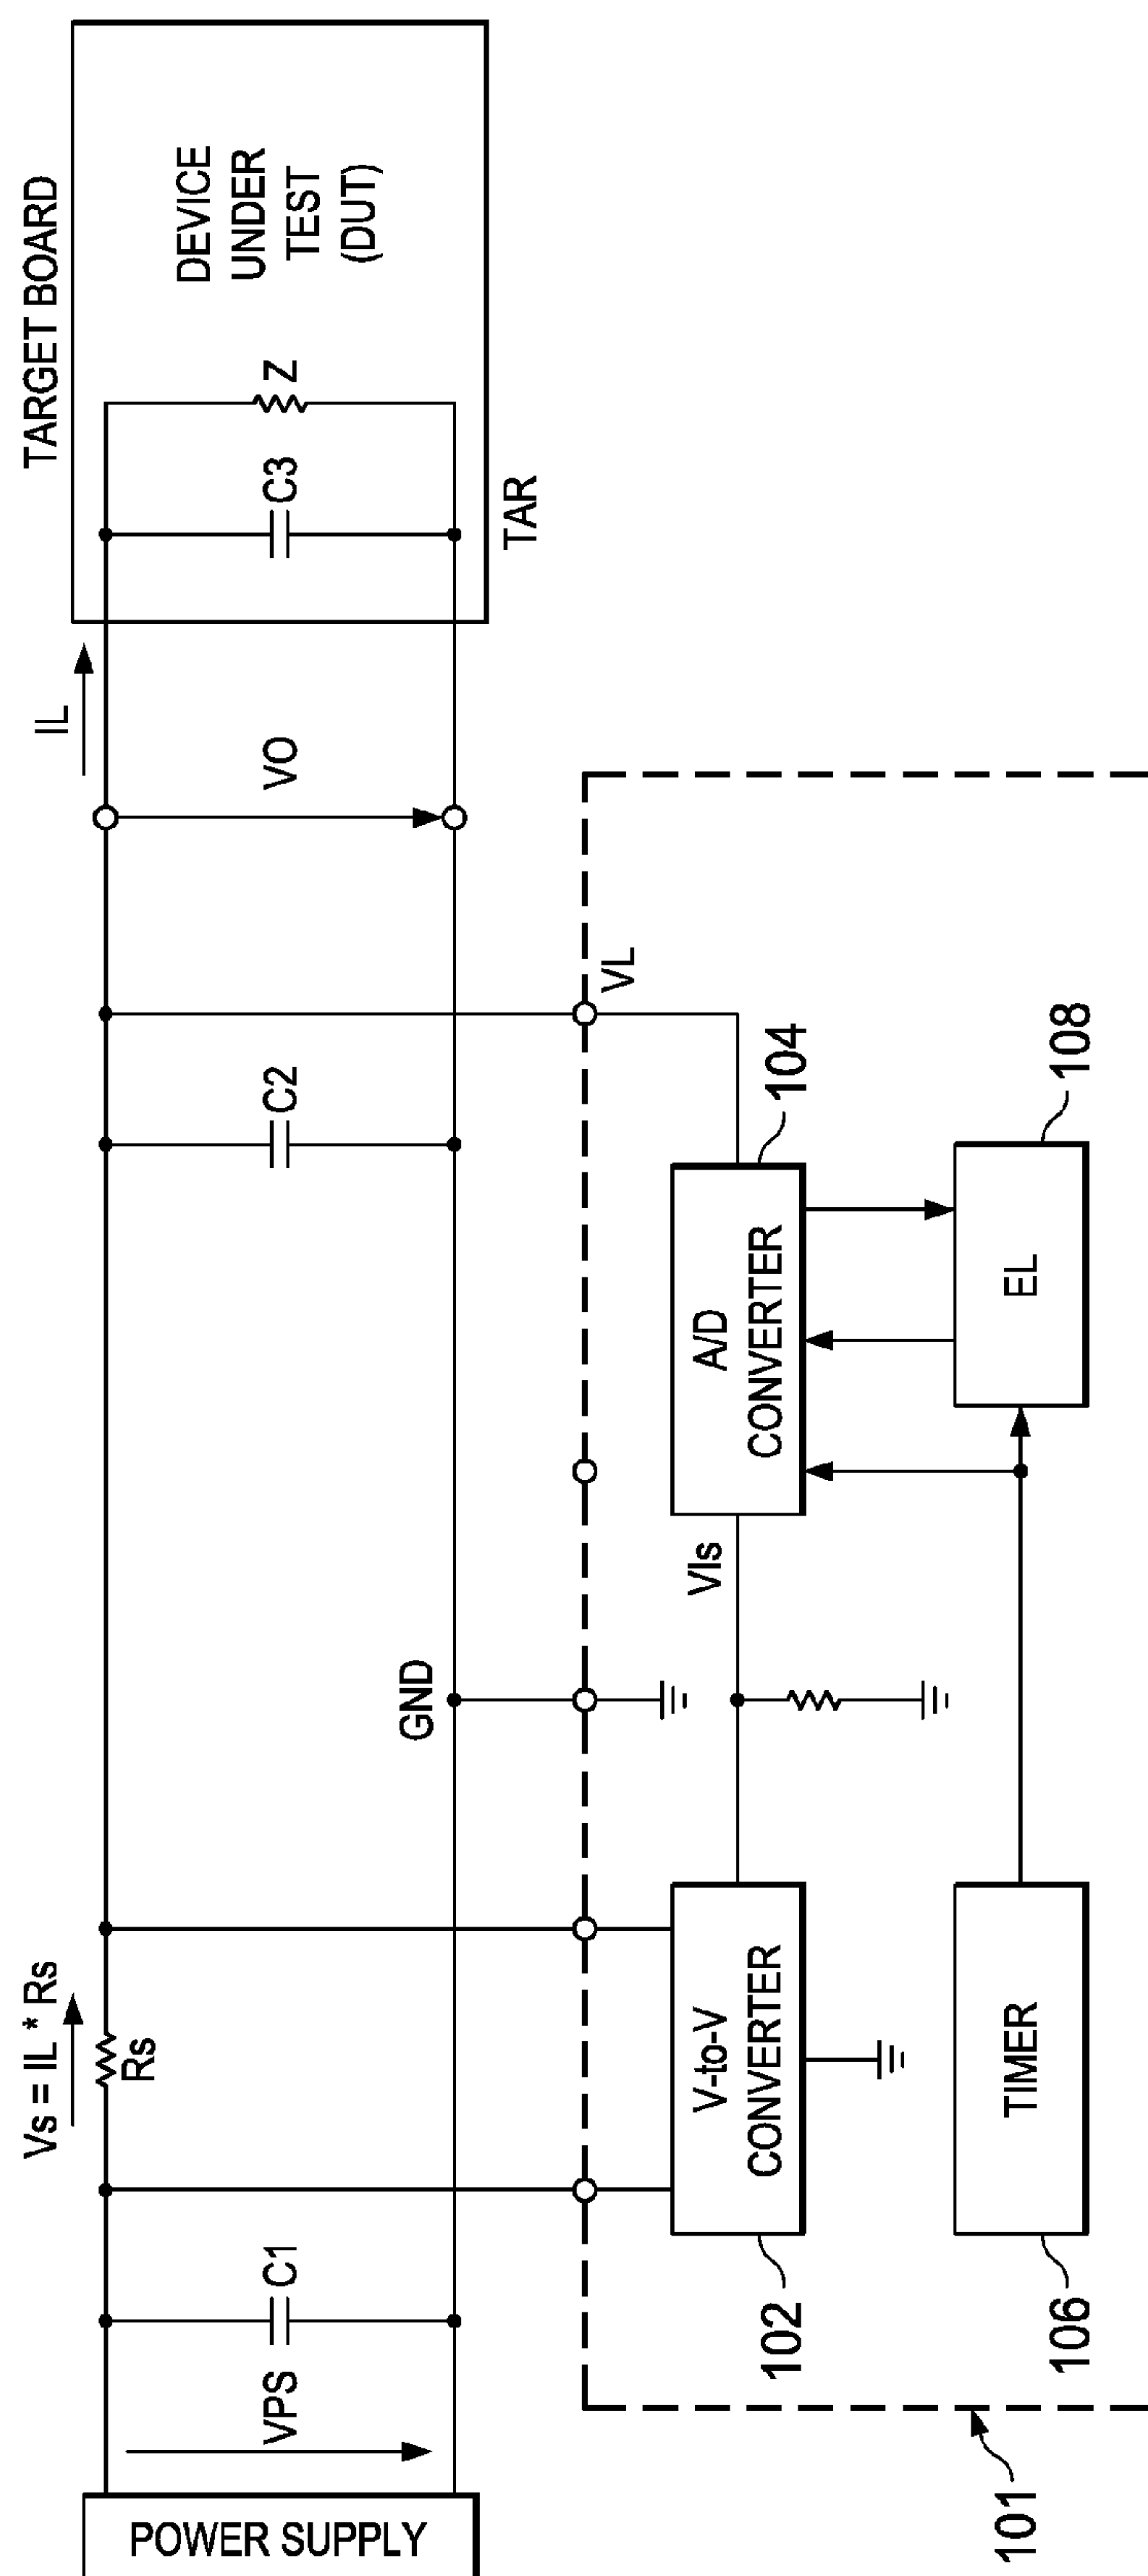 TARGET BOARD
DEVICE
UNDER
TEST
(DUT)
Z
C3
TAR
IL
VO
VL
C2
104
108
A/D
CONVERTER
EL
VIs
GND
Vs = IL * Rs
Rs
V-to-V
CONVERTER
TIMER
C1
102
106
VPS
101
POWER SUPPLY